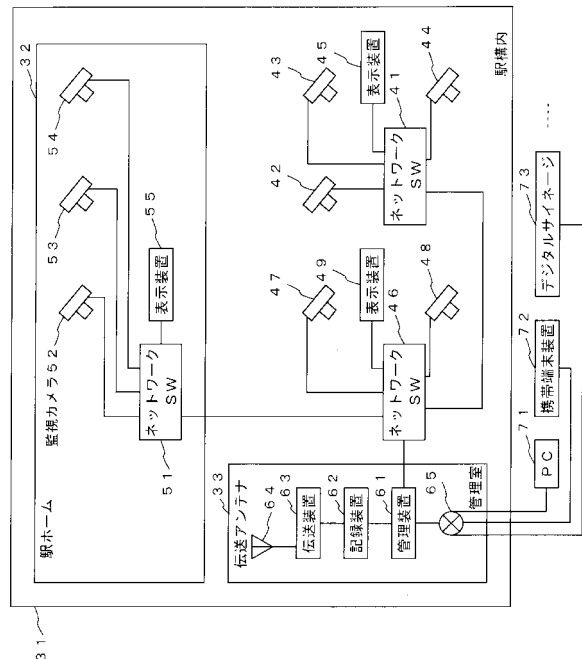 ３１
駅ホーム
３２
監視カメラ５２
５３
５４
ネットワーク
ＳＷ
５１
表示装置
５５
管理室
３３
伝送アンテナ
６４
伝送装置
６３
記録装置
６２
管理装置
６１
６５
ネットワーク
ＳＷ
４６
４７
表示装置
４９
４８
ネットワーク
ＳＷ
４１
４２
４３
表示装置
４５
４４
駅構内
ＰＣ
７１
携帯端末装置
７２
デジタルサイネージ
７３
‥‥